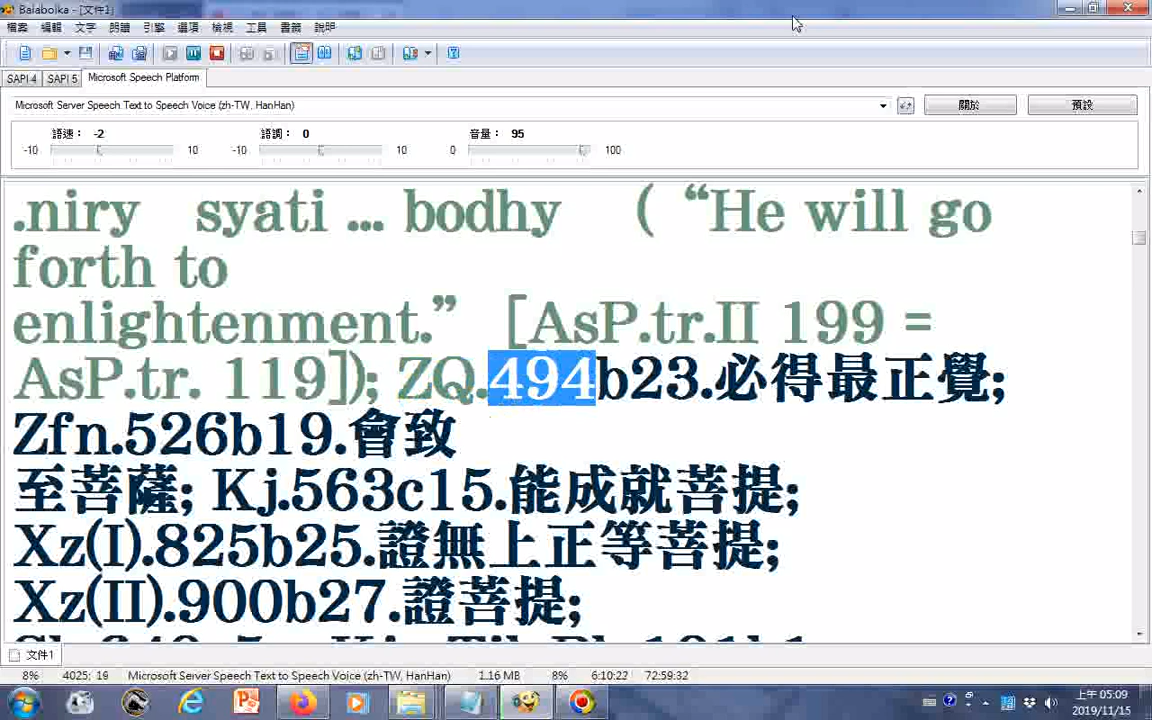 Balabolka - [文件1]
檔案 編輯 文字 朗讀 引擎 選項 檢視 工具 書籤 說明
SAPI 4 SAPI 5 Microsoft Speech Platform
Microsoft Server Speech Text to Speech Voice (zh-TW, HanHan) 關於 預設
語速： -2 語調： 0 音量： 95
-10 10 -10 10 0 100
.niry syati ... bodhy ( “He will go
forth to
enlightenment.” [AsP.tr.II 199 =
AsP.tr. 119]); ZQ.494b23.必得最正覺;
Zfn.526b19.會致
至菩薩; Kj.563c15.能成就菩提;
Xz(I).825b25.證無上正等菩提;
Xz(II).900b27.證菩提;
文件1
8% 4025; 19 Microsoft Server Speech Text to Speech Voice (zh-TW, HanHan) 1.16 MB 8% 6:10:22 72:59:32
上午 05:09
2019/11/15